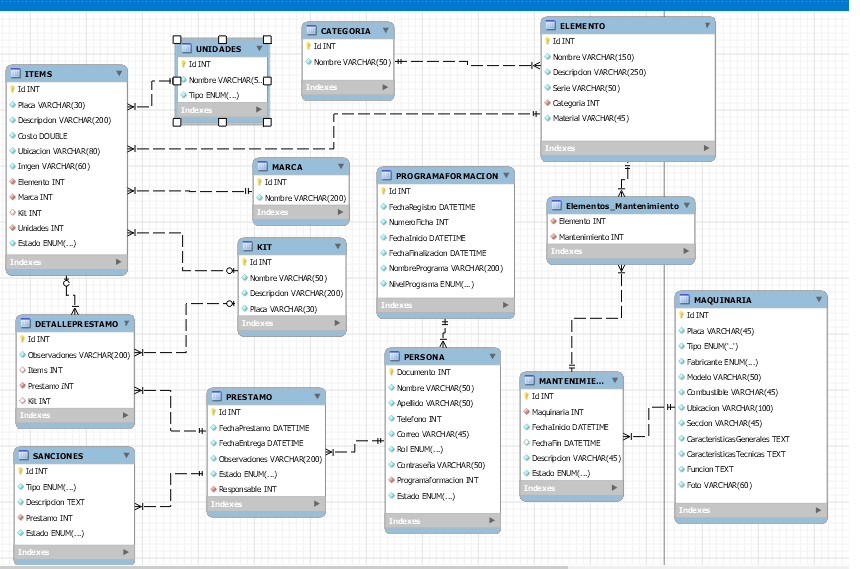 UNIDADES
Id INT
Nombre VARCHAR(5...
Tipo ENUM(...)
Indexes
CATEGORIA
Id INT
Nombre VARCHAR(50)
Indexes
ELEMENTO
Id INT
Nombre VARCHAR(150)
Descripcion VARCHAR(250)
Serie VARCHAR(50)
Categoria INT
Material VARCHAR(45)
Indexes
ITEMS
Id INT
Placa VARCHAR(30)
Descripcion VARCHAR(200)
Costo DOUBLE
Ubicacion VARCHAR(80)
Imgen VARCHAR(60)
Elemento INT
Marca INT
Kit INT
Unidades INT
Estado ENUM(...)
Indexes
MARCA
Id INT
Nombre VARCHAR(200)
Indexes
PROGRAMAFORMACION
Id INT
FechaRegistro DATETIME
NumeroFicha INT
FechaInicio DATETIME
FechaFinalizacion DATETIME
NombrePrograma VARCHAR(200)
NivelPrograma ENUM(...)
Indexes
Elementos_Mantenimiento
Elemento INT
Mantenimiento INT
Indexes
KIT
Id INT
Nombre VARCHAR(50)
Descripcion VARCHAR(200)
Placa VARCHAR(30)
Indexes
MAQUINARIA
Id INT
Placa VARCHAR(45)
Tipo ENUM('..')
Fabricante ENUM(...)
Modelo VARCHAR(50)
Combustible VARCHAR(45)
Ubicacion VARCHAR(100)
Seccion VARCHAR(45)
CaracteristicasGenerales TEXT
CaracteristicasTecnicas TEXT
Funcion TEXT
Foto VARCHAR(60)
Indexes
DETALLEPRESTAMO
Id INT
Observaciones VARCHAR(200)
Items INT
Prestamo INT
Kit INT
Indexes
PERSONA
Documento INT
Nombre VARCHAR(50)
Apellido VARCHAR(50)
Telefono INT
Correo VARCHAR(45)
Rol ENUM(...)
Contraseña VARCHAR(50)
Programaformacion INT
Estado ENUM(...)
Indexes
MANTENIMIE...
Id INT
Maquinaria INT
FechaInicio DATETIME
FechaFin DATETIME
Descripcion VARCHAR(45)
Estado ENUM(...)
Indexes
PRESTAMO
Id INT
FechaPrestamo DATETIME
FechaEntrega DATETIME
Observaciones VARCHAR(200)
Estado ENUM(...)
Responsable INT
Indexes
SANCIONES
Id INT
Tipo ENUM(...)
Descripcion TEXT
Prestamo INT
Estado ENUM(...)
Indexes